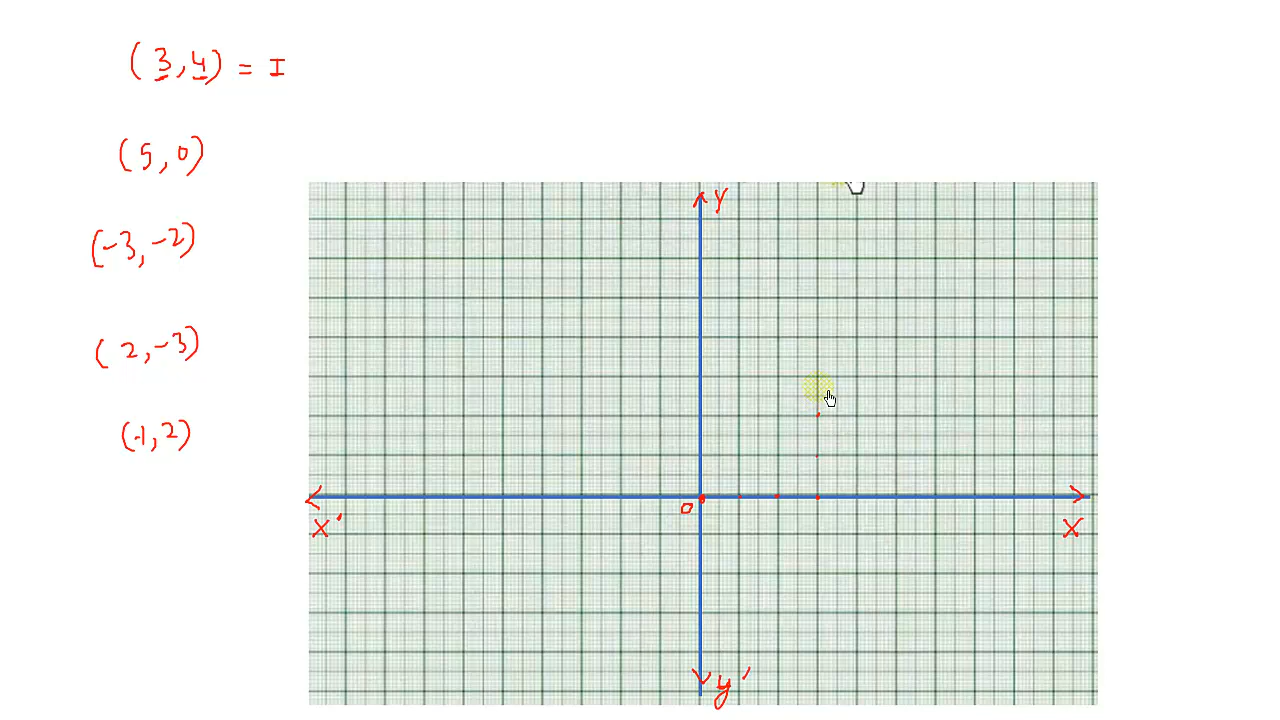 (3,4) = I
(5,0)
(-3,-2)
(2,-3)
(-1,2)
Y
O
X'
X
y'